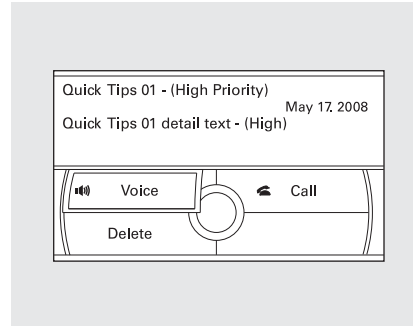 Quick Tips 01 - (High Priority)
May 17, 2008
Quick Tips 01 detail text - (High)
Voice
Call
Delete